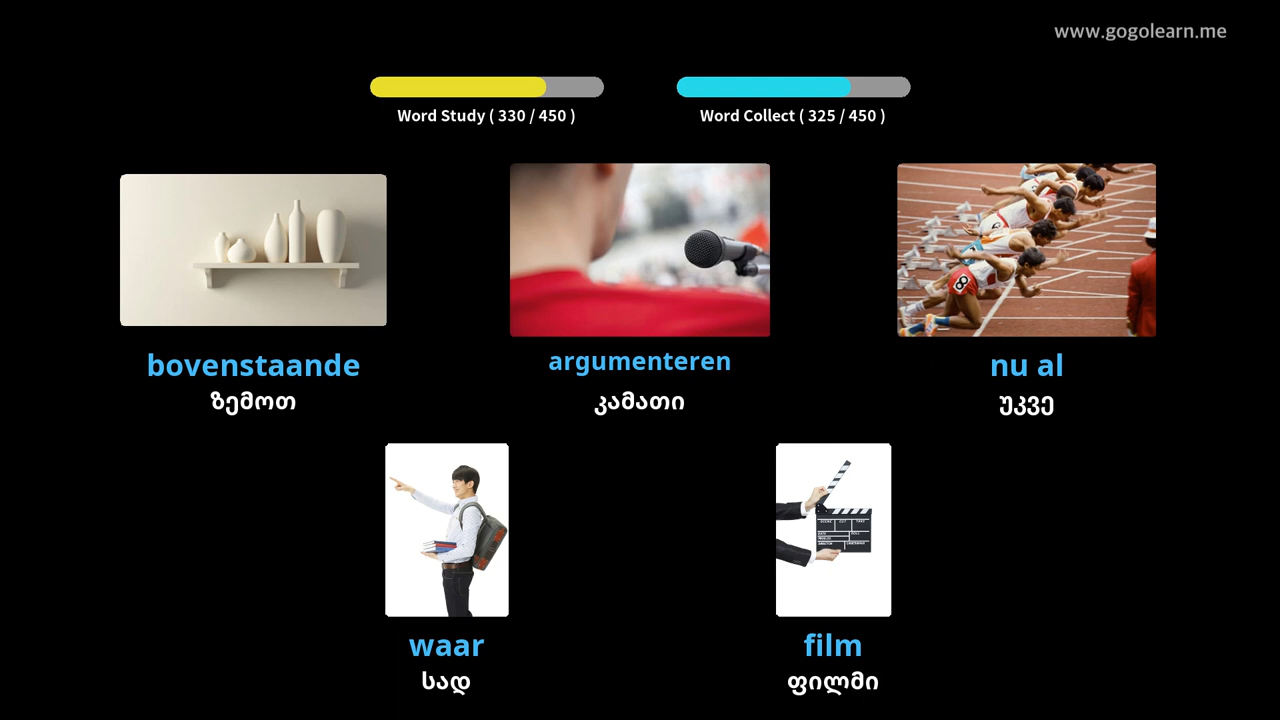 www.gogolearn.me
Word Study ( 330 / 450 )
Word Collect ( 325 / 450 )
bovenstaande
ზემოთ
argumenteren
კამათი
nu al
უკვე
waar
სად
film
ფილმი